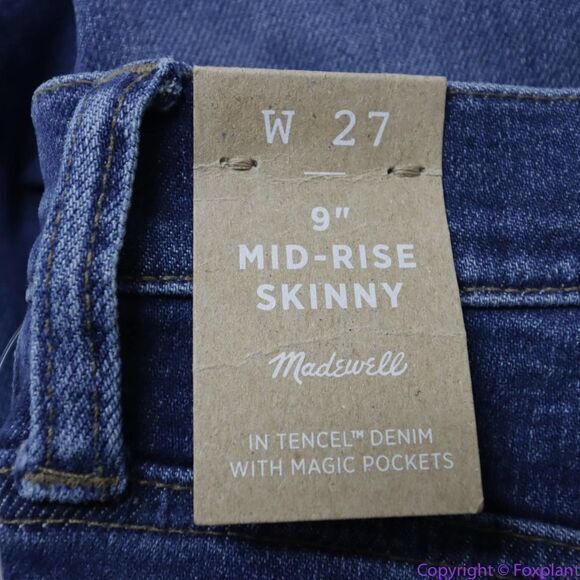 W 27
9"
MID-RISE
SKINNY
Madewell
IN TENCEL™ DENIM
WITH MAGIC POCKETS
Copyright © Foxplant